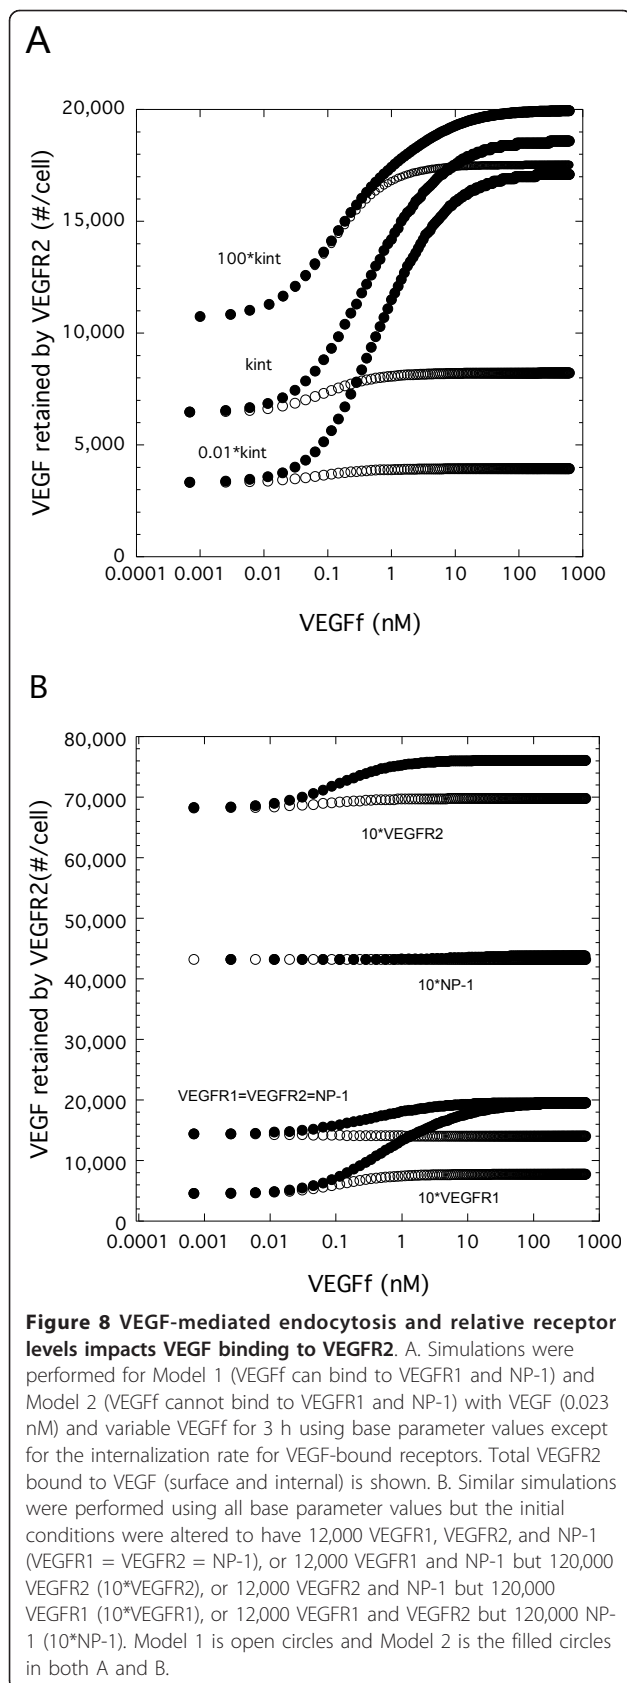 A
20,000
15,000
10,000
5,000
0
VEGF retained by VEGFR2 (#/cell)
100*kint
kint
0.01*kint
0.0001 0.001 0.01 0.1 1 10 100 1000
VEGFf (nM)
B
80,000
70,000
60,000
50,000
40,000
30,000
20,000
10,000
0
VEGF retained by VEGFR2(#/cell)
10*VEGFR2
10*NP-1
VEGFR1=VEGFR2=NP-1
10*VEGFR1
0.0001 0.001 0.01 0.1 1 10 100 1000
VEGFf (nM)
Figure 8 VEGF-mediated endocytosis and relative receptor
levels impacts VEGF binding to VEGFR2. A. Simulations were
performed for Model 1 (VEGFf can bind to VEGFR1 and NP-1) and
Model 2 (VEGFf cannot bind to VEGFR1 and NP-1) with VEGF (0.023
nM) and variable VEGFf for 3 h using base parameter values except
for the internalization rate for VEGF-bound receptors. Total VEGFR2
bound to VEGF (surface and internal) is shown. B. Similar simulations
were performed using all base parameter values but the initial
conditions were altered to have 12,000 VEGFR1, VEGFR2, and NP-1
(VEGFR1 = VEGFR2 = NP-1), or 12,000 VEGFR1 and NP-1 but 120,000
VEGFR2 (10*VEGFR2), or 12,000 VEGFR2 and NP-1 but 120,000
VEGFR1 (10*VEGFR1), or 12,000 VEGFR1 and VEGFR2 but 120,000 NP-
1 (10*NP-1). Model 1 is open circles and Model 2 is the filled circles
in both A and B.